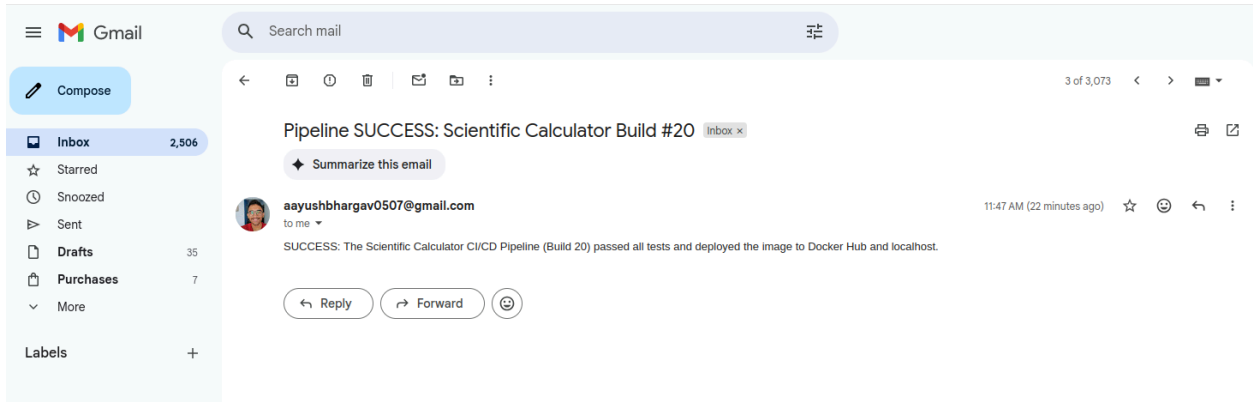 Gmail
Search mail
Compose
3 of 3,073
Pipeline SUCCESS: Scientific Calculator Build #20 Inbox ×
Inbox 2,506
Summarize this email
Starred
Snoozed
aayushbhargav0507@gmail.com 11:47 AM (22 minutes ago)
to me
Sent
SUCCESS: The Scientific Calculator CI/CD Pipeline (Build 20) passed all tests and deployed the image to Docker Hub and localhost.
Drafts 35
Purchases 7
Reply Forward
More
Labels